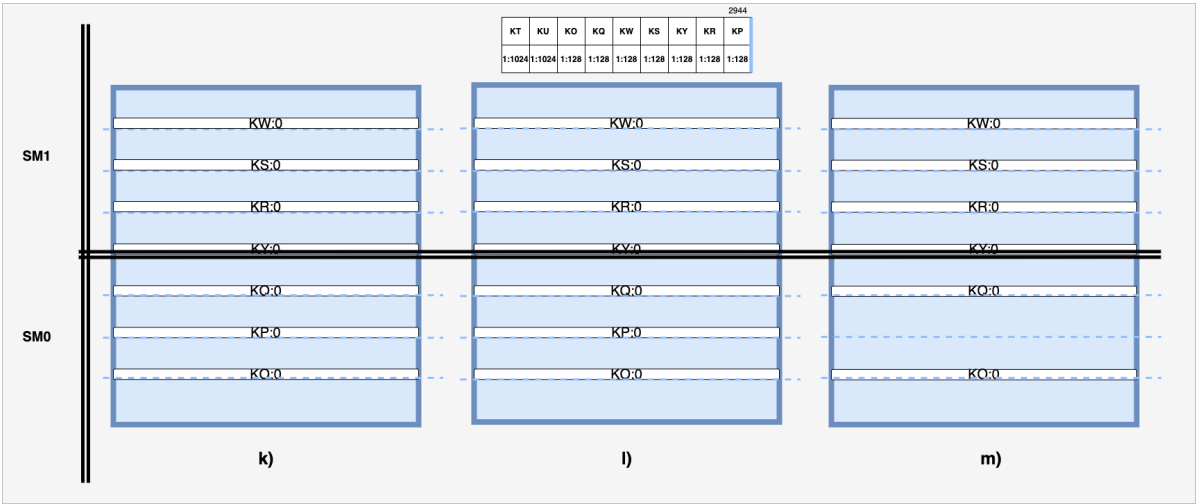 2944
KT KU KO KQ KW KS KY KR KP
1:1024 1:1024 1:128 1:128 1:128 1:128 1:128 1:128 1:128
KW:0 KW:0 KW:0
SM1
KS:0 KS:0 KS:0
KR:0 KR:0 KR:0
KY:0 KY:0 KY:0
KQ:0 KQ:0 KQ:0
SM0
KP:0 KP:0
KO:0 KO:0 KO:0
k) l) m)